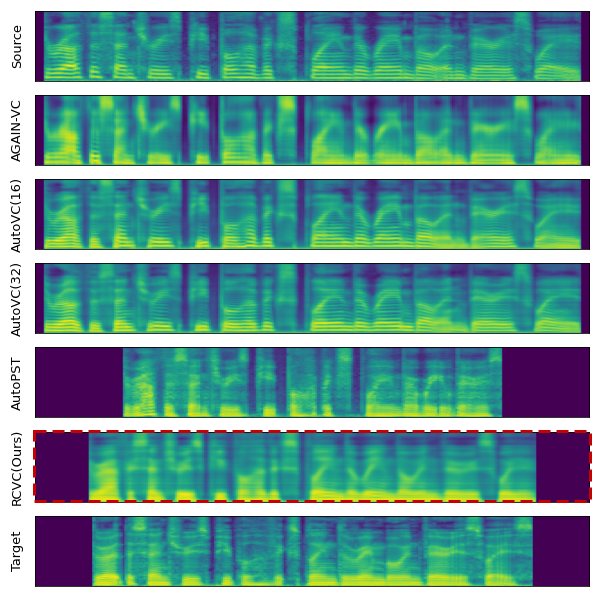 Source
AGAIN-VC
AutoVC(16)
AutoVC(32)
AutoPST
RCVC(Ours)
Target